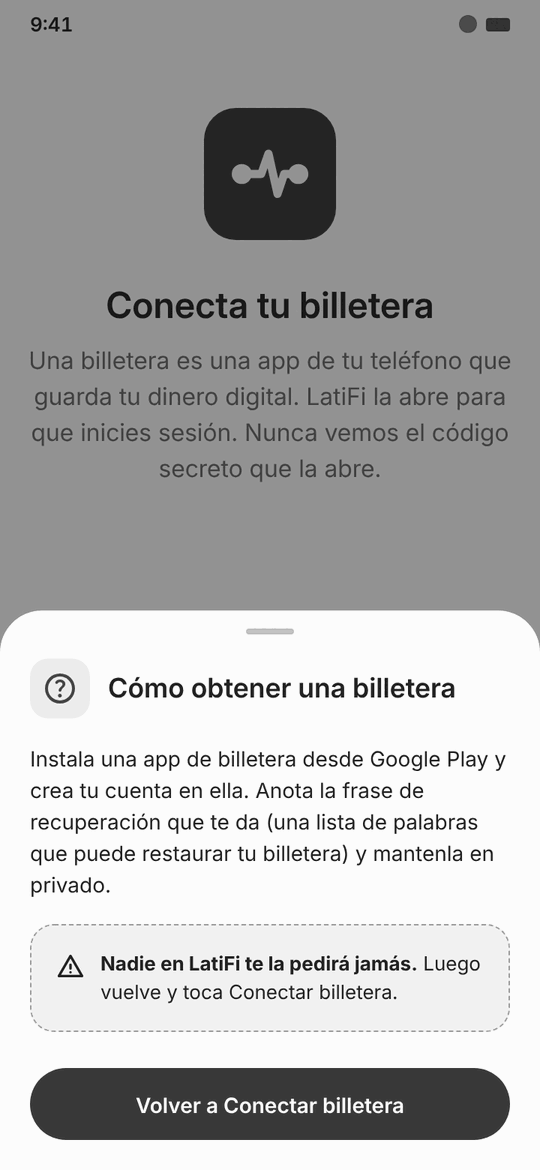 9:41
Conecta tu billetera
Una billetera es una app de tu teléfono que
guarda tu dinero digital. LatiFi la abre para
que inicies sesión. Nunca vemos el código
secreto que la abre.
Cómo obtener una billetera
Instala una app de billetera desde Google Play y
crea tu cuenta en ella. Anota la frase de
recuperación que te da (una lista de palabras
que puede restaurar tu billetera) y mantenla en
privado.
Nadie en LatiFi te la pedirá jamás. Luego
vuelve y toca Conectar billetera.
Volver a Conectar billetera